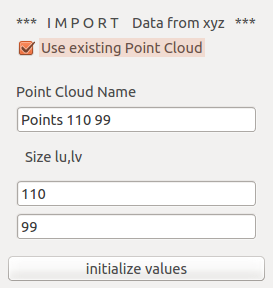 *** I M P O R T Data from xyz ***
Use existing Point Cloud
Point Cloud Name
Points 110 99
Size lu,lv
110
99
initialize values